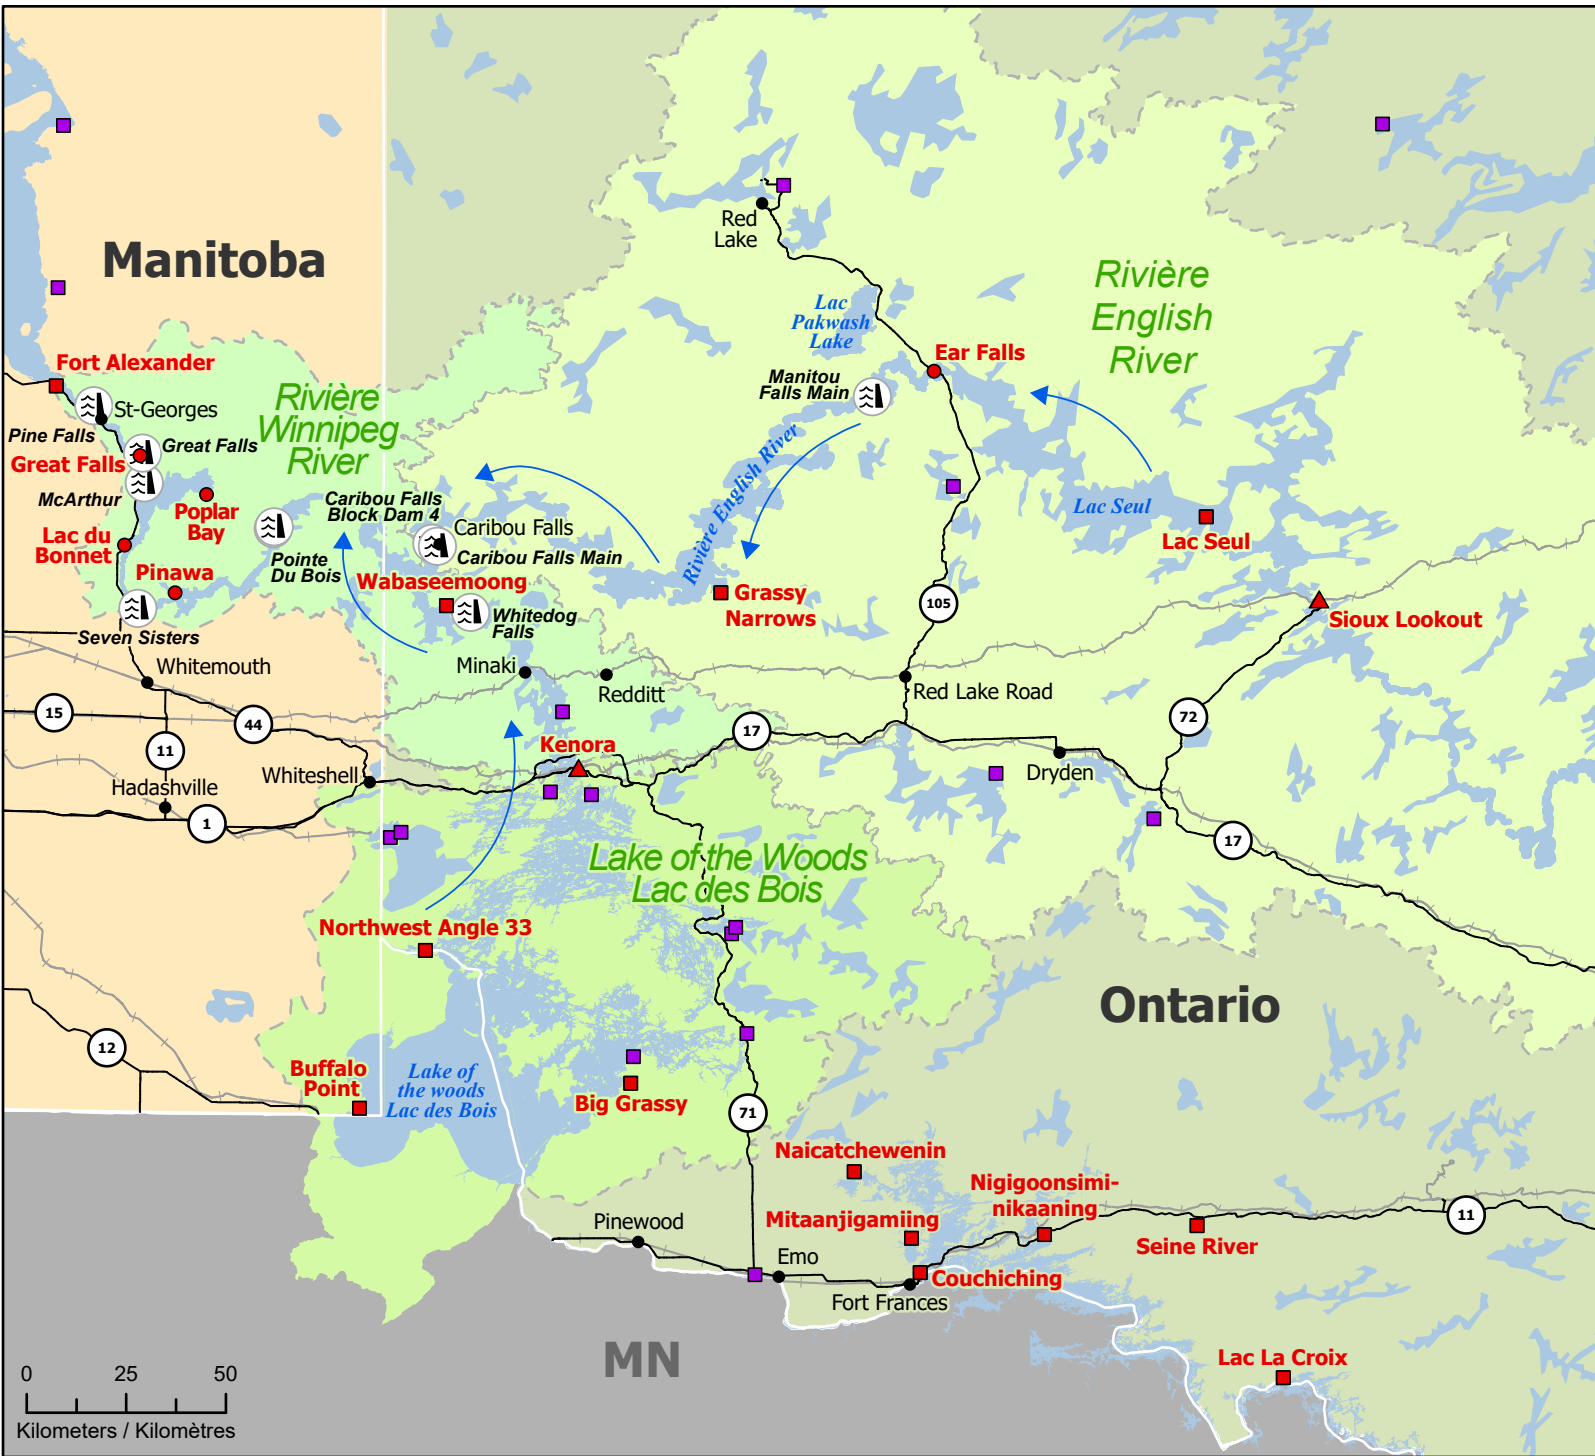 Red
Lake
Manitoba
Rivière
English
River
Lac
Pakwash
Lake
Ear Falls
Fort Alexander
Manitou
Falls Main
Rivière
Winnipeg
River
St-Georges
Pine Falls
Great Falls
Great Falls
McArthur
Poplar
Bay
Caribou Falls
Block Dam 4
Caribou Falls
Caribou Falls Main
Rivière English River
Lac Seul
Lac Seul
Lac du
Bonnet
Pointe
Du Bois
Pinawa
Wabaseemoong
Grassy
Narrows
105
Sioux Lookout
Whitedog
Falls
Seven Sisters
Whitemouth
Minaki
Redditt
Red Lake Road
15
44
11
17
72
Kenora
Whiteshell
Hadashville
Dryden
1
17
Lake of the Woods
Lac des Bois
Northwest Angle 33
Ontario
12
Buffalo
Point
Lake of
the woods
Lac des Bois
Big Grassy
71
Naicatchewenin
Nigigoonsimi-
nikaaning
Mitaanjigamiing
Pinewood
11
Seine River
Emo
Couchiching
Fort Frances
MN
Lac La Croix
0 25 50
Kilometers / Kilomètres